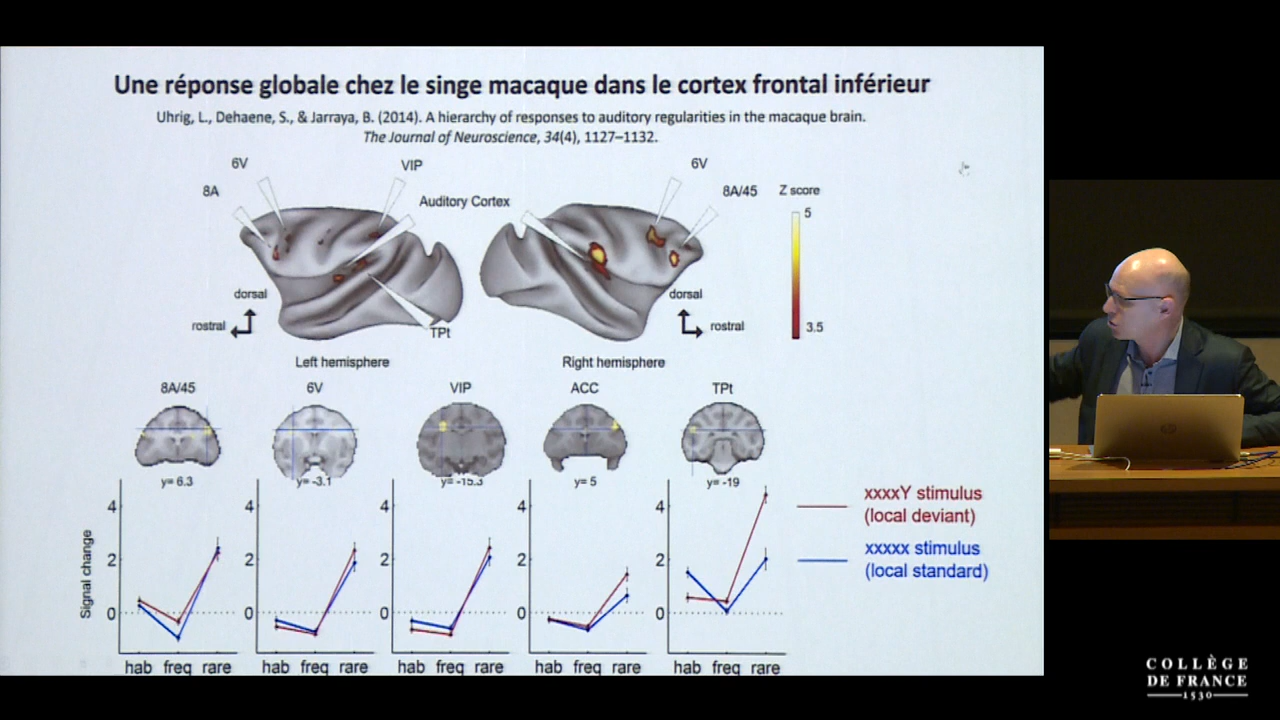 Une réponse globale chez le singe macaque dans le cortex frontal inférieur
Uhrig, L., Dehaene, S., & Jarraya, B. (2014). A hierarchy of responses to auditory regularities in the macaque brain.
The Journal of Neuroscience, 34(4), 1127–1132.
6V
VIP
6V
8A
Auditory Cortex
8A/45
Z score
5
dorsal
dorsal
rostral
rostral
3.5
TPt
Left hemisphere
Right hemisphere
8A/45
6V
VIP
ACC
TPt
y= 6.3
y= -3.1
y= -15.3
y= 5
y= -19
Signal change
4
2
0
4
2
0
4
2
0
4
2
0
4
2
0
hab freq rare
hab freq rare
hab freq rare
hab freq rare
hab freq rare
xxxxY stimulus
(local deviant)
xxxxx stimulus
(local standard)
COLLÈGE
DE FRANCE
1530